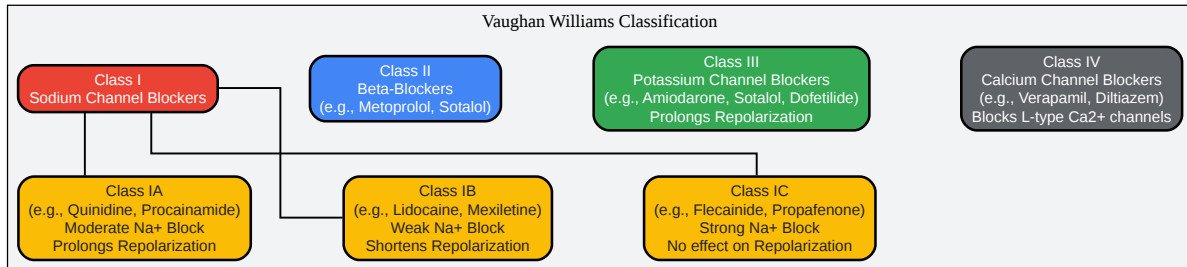 Vaughan Williams Classification
Class I
Sodium Channel Blockers
Class II
Beta-Blockers
(e.g., Metoprolol, Sotalol)
Class III
Potassium Channel Blockers
(e.g., Amiodarone, Sotalol, Dofetilide)
Prolongs Repolarization
Class IV
Calcium Channel Blockers
(e.g., Verapamil, Diltiazem)
Blocks L-type Ca2+ channels
Class IA
(e.g., Quinidine, Procainamide)
Moderate Na+ Block
Prolongs Repolarization
Class IB
(e.g., Lidocaine, Mexiletine)
Weak Na+ Block
Shortens Repolarization
Class IC
(e.g., Flecainide, Propafenone)
Strong Na+ Block
No effect on Repolarization